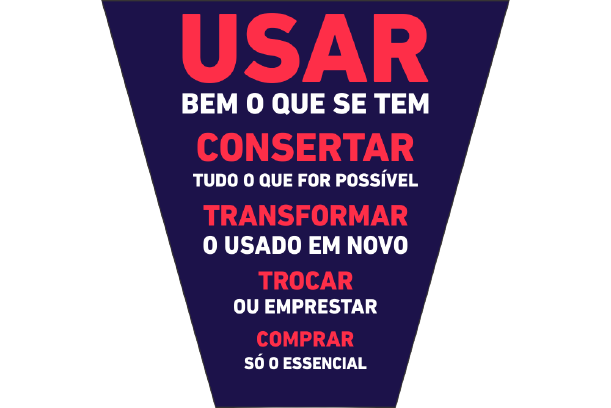 USAR
BEM O QUE SE TEM
CONSERTAR
TUDO O QUE FOR POSSÍVEL
TRANSFORMAR
O USADO EM NOVO
TROCAR
OU EMPRESTAR
COMPRAR
SÓ O ESSENCIAL